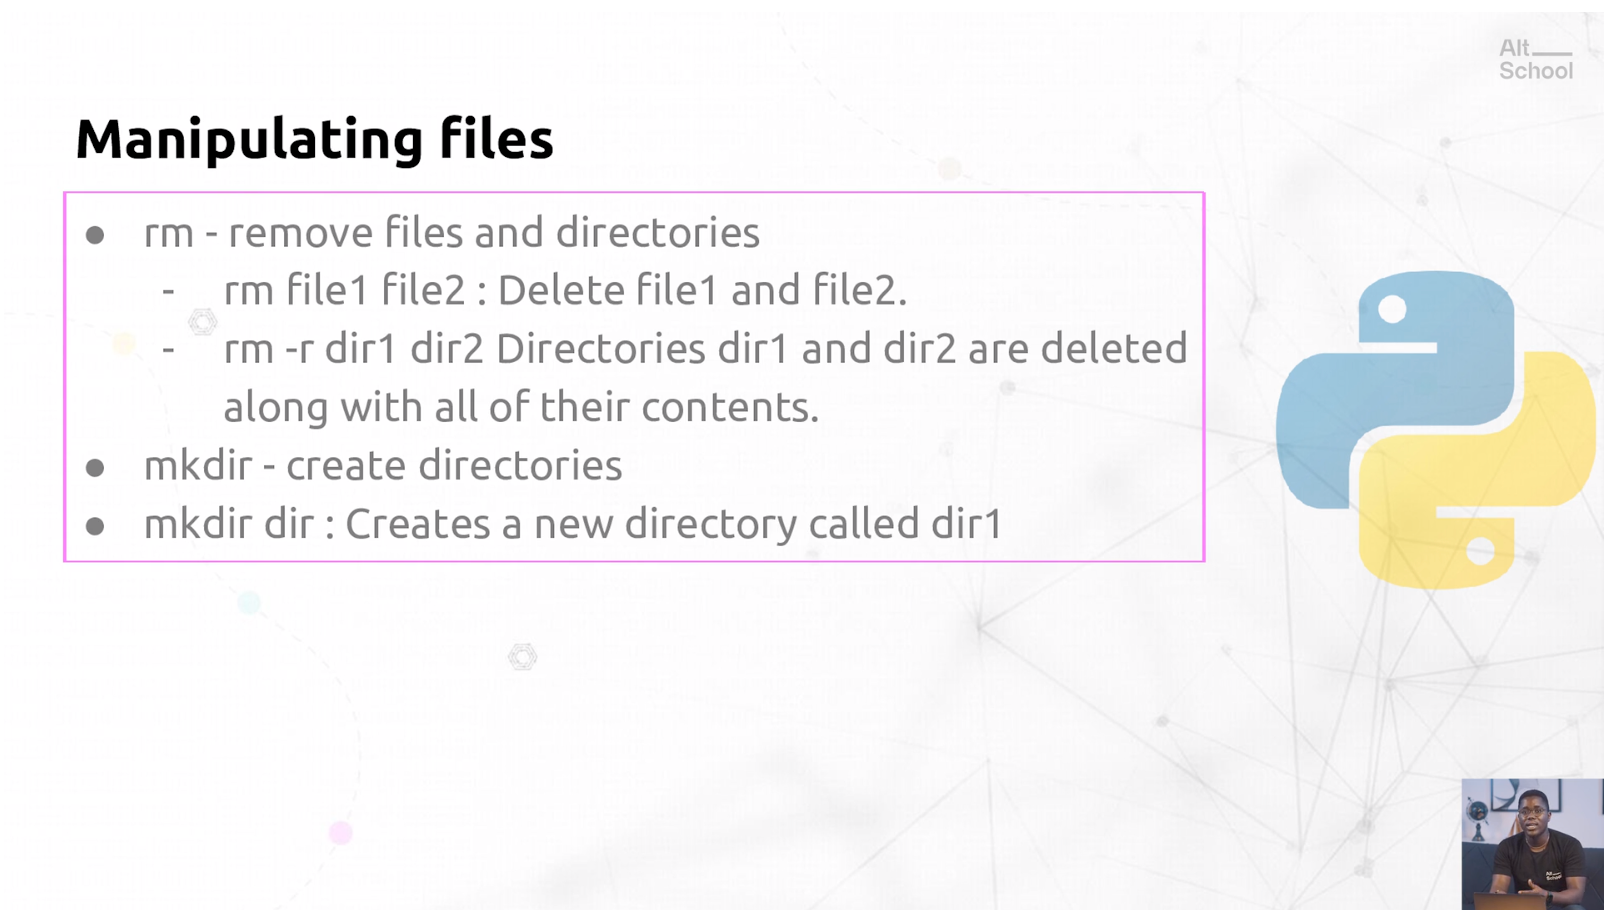 Alt
School
Manipulating files
● rm - remove files and directories
- rm file1 file2 : Delete file1 and file2.
- rm -r dir1 dir2 Directories dir1 and dir2 are deleted
along with all of their contents.
● mkdir - create directories
● mkdir dir : Creates a new directory called dir1
Alt
School